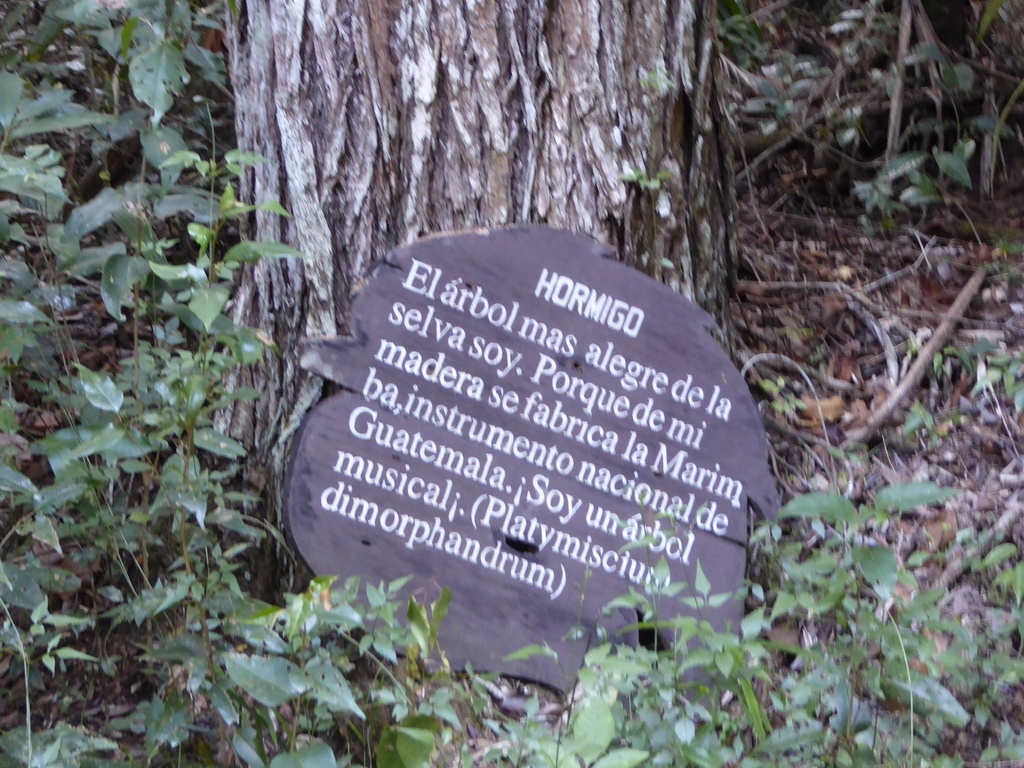 HORMIGO
El árbol mas alegre de la
selva soy. Porque de mi
madera se fabrica la Marim
ba,instrumento nacional de
Guatemala.¡Soy un árbol
musical¡. (Platymiscium
dimorphandrum)